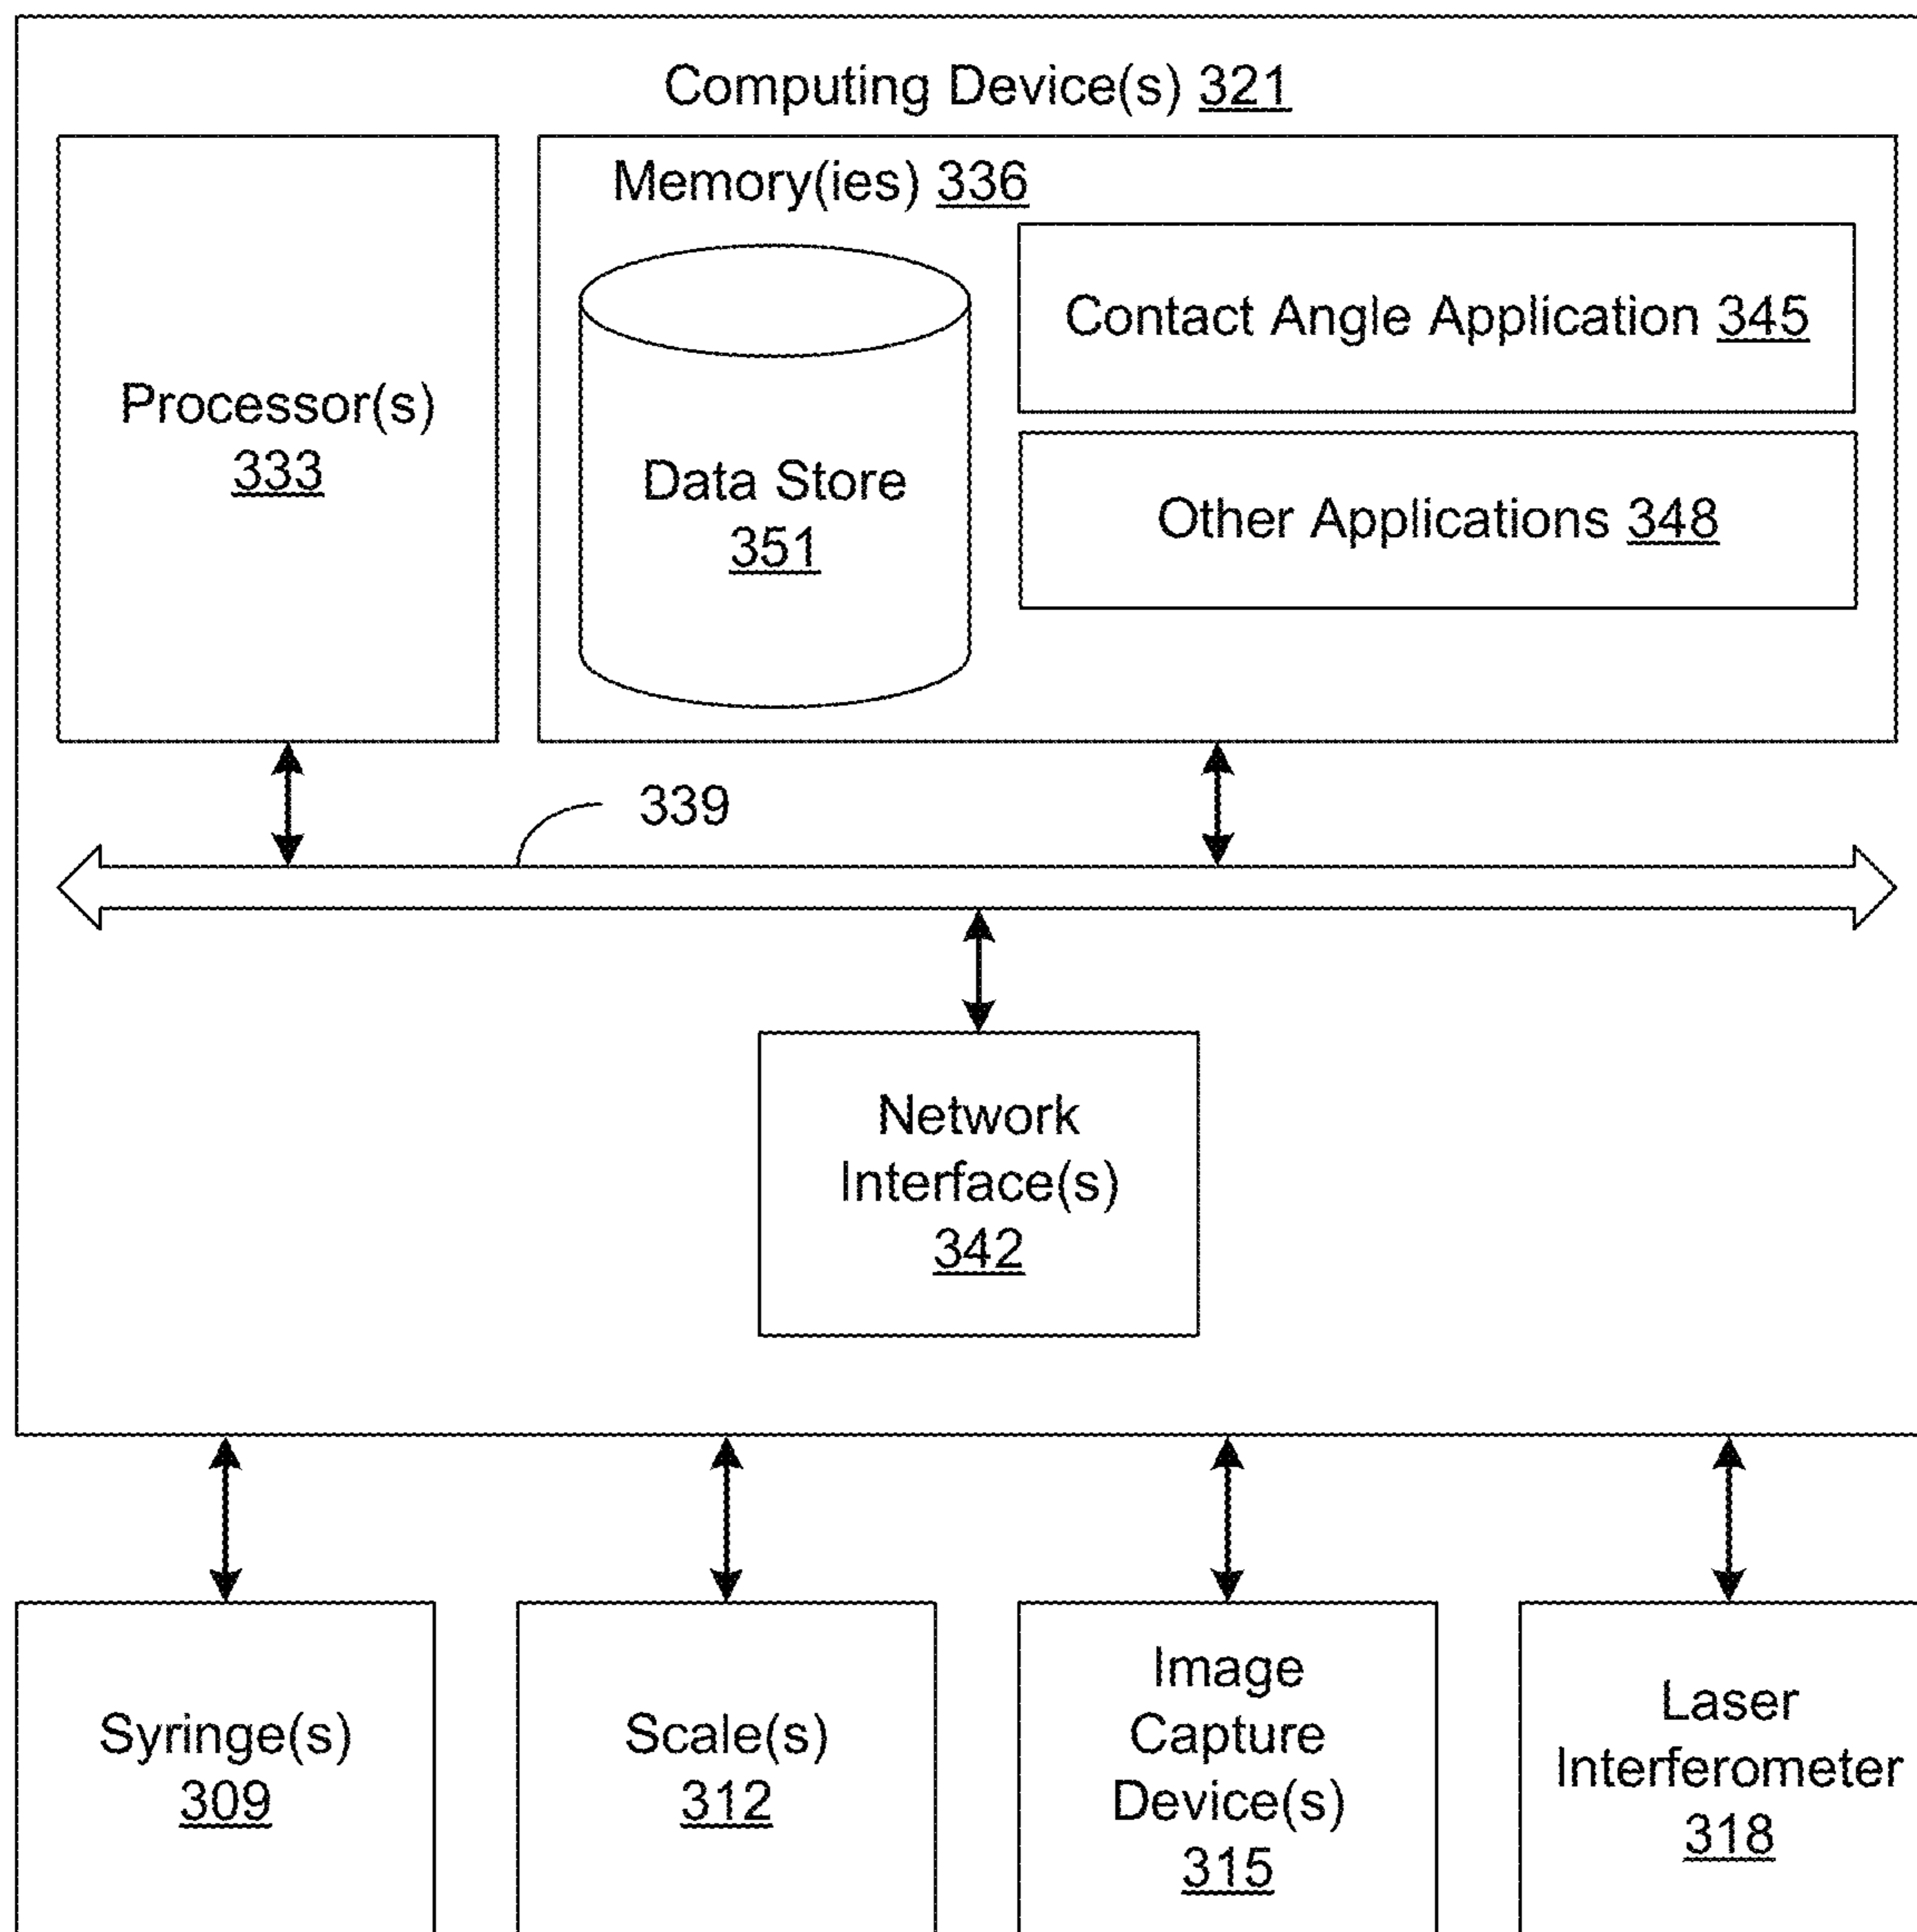 Computing Device(s) 321
Memory(ies) 336
Contact Angle Application 345
Processor(s)
333
Data Store
351
Other Applications 348
339
Network
Interface(s)
342
Syringe(s)
309
Scale(s)
312
Image
Capture
Device(s)
315
Laser
Interferometer
318